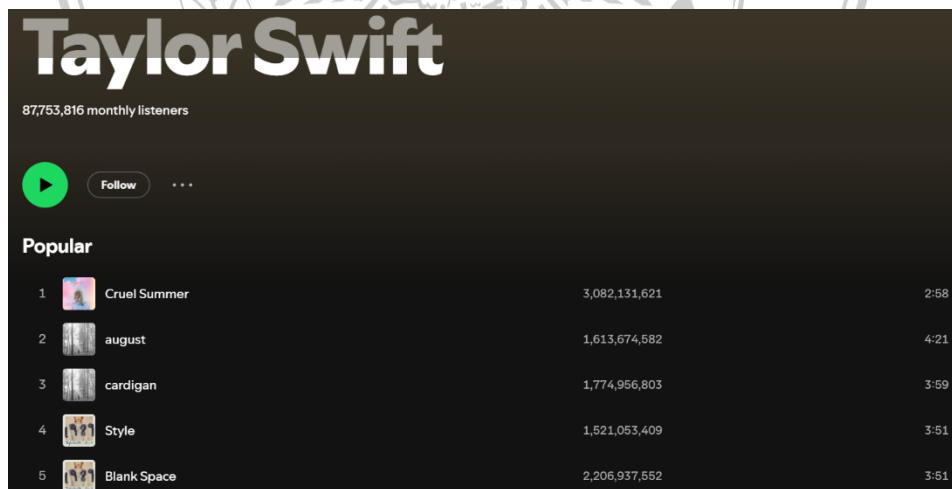 Taylor Swift
87,753,816 monthly listeners
Follow
Popular
1 Cruel Summer 3,082,131,621 2:58
2 august 1,613,674,582 4:21
3 cardigan 1,774,956,803 3:59
4 Style 1,521,053,409 3:51
5 Blank Space 2,206,937,552 3:51